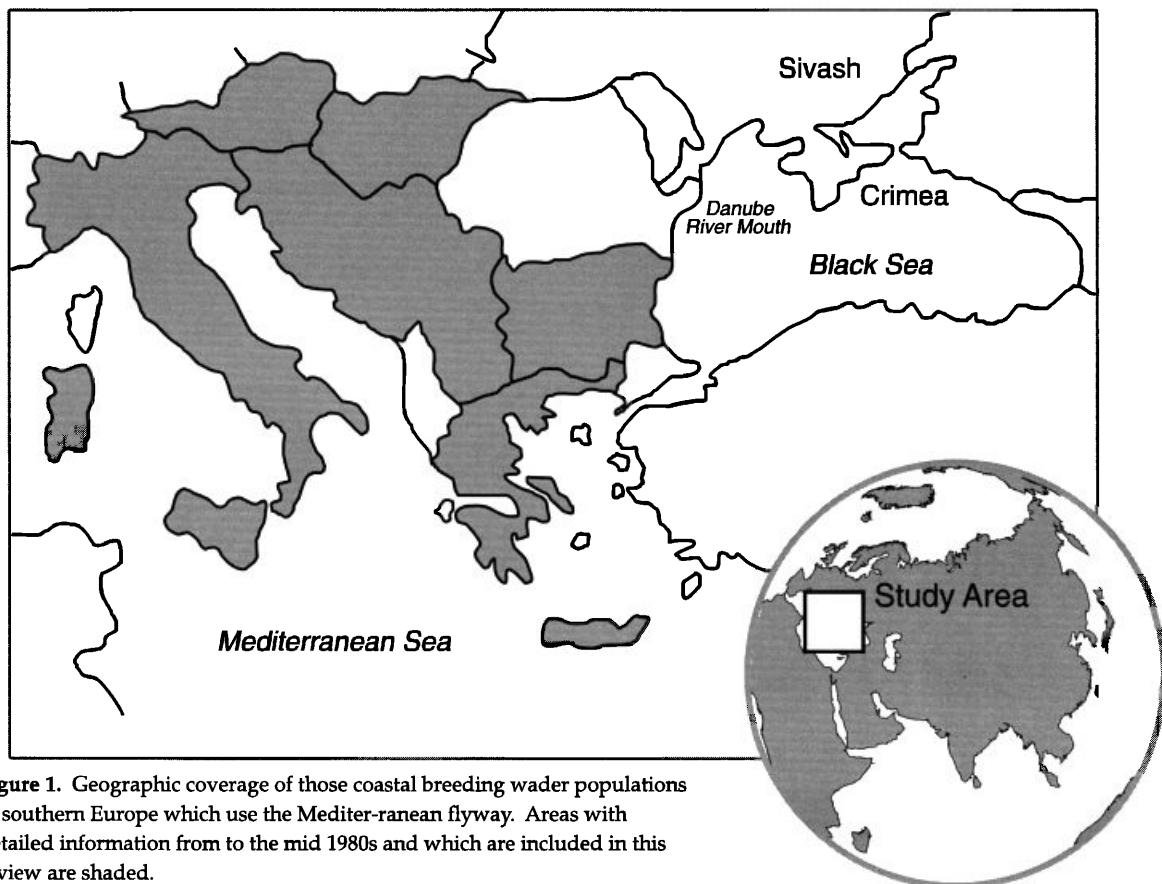 Sivash
Crimea
Danube
River Mouth
Black Sea
Study Area
Mediterranean Sea
gure 1. Geographic coverage of those coastal breeding wader populations
southern Europe which use the Mediter-ranean flyway. Areas with
tailed information from to the mid 1980s and which are included in this
view are shaded.